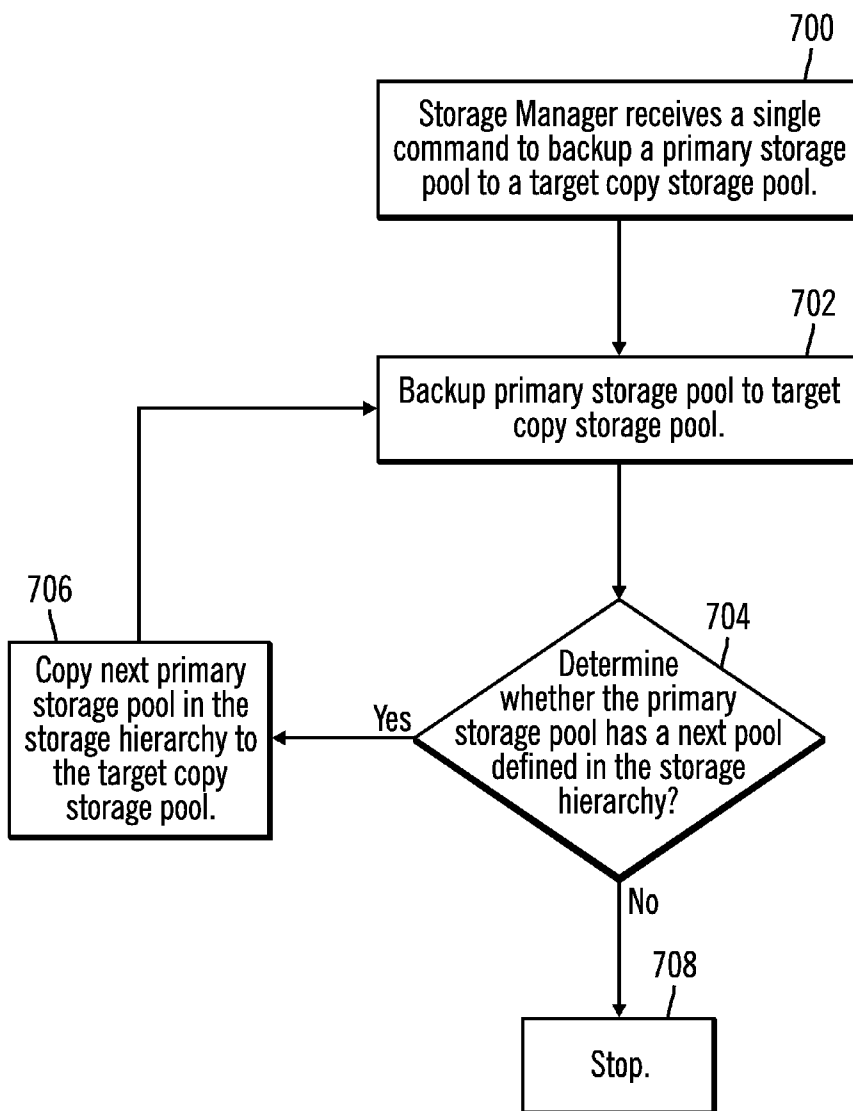 700
Storage Manager receives a single
command to backup a primary storage
pool to a target copy storage pool.
702
Backup primary storage pool to target
copy storage pool.
706
Copy next primary
storage pool in the
storage hierarchy to
the target copy
storage pool.
Yes
704
Determine
whether the primary
storage pool has a next pool
defined in the storage
hierarchy?
No
708
Stop.